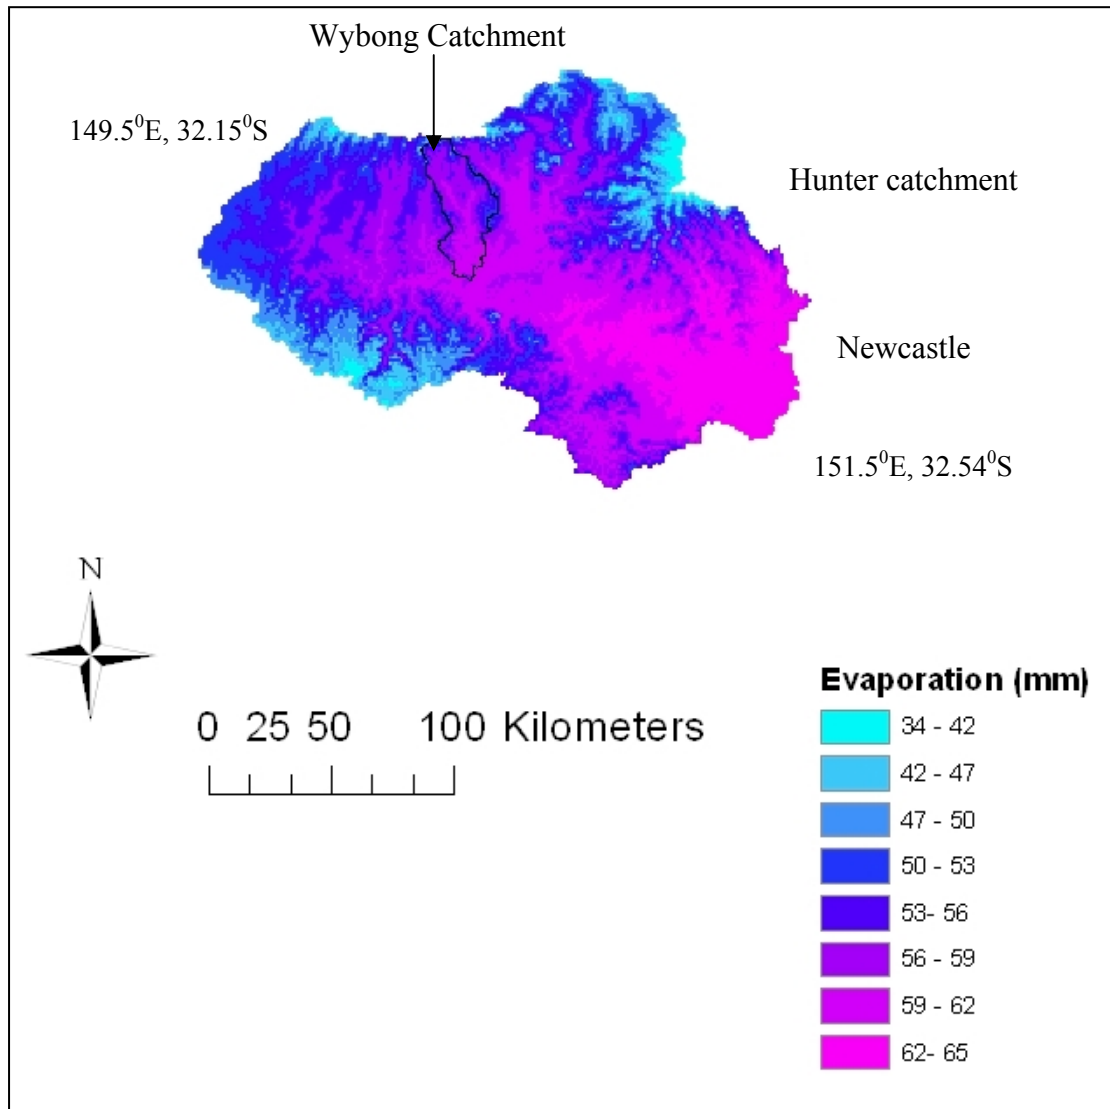 Wybong Catchment
149.5⁰E, 32.15⁰S
Hunter catchment
Newcastle
151.5⁰E, 32.54⁰S
N
0 25 50 100 Kilometers
Evaporation (mm)
34 - 42
42 - 47
47 - 50
50 - 53
53- 56
56 - 59
59 - 62
62- 65